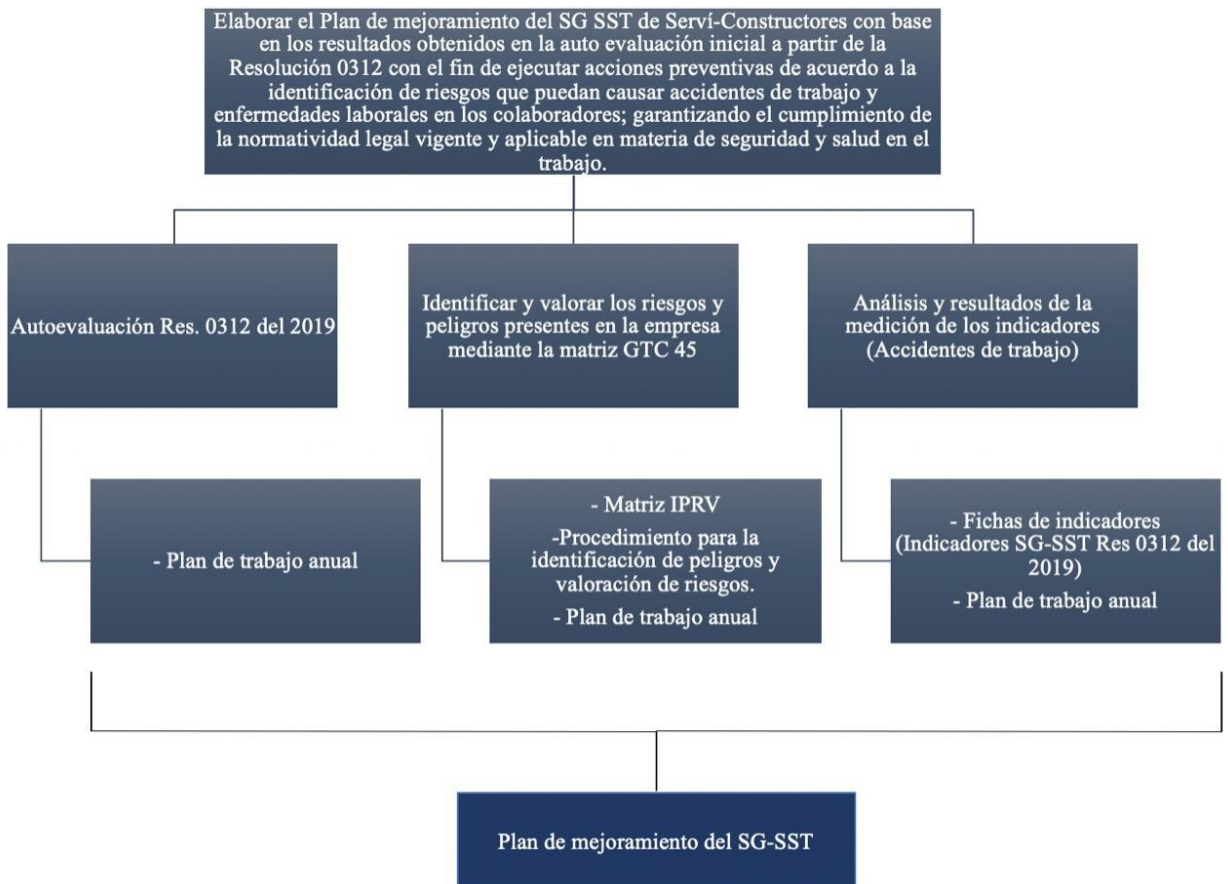 Elaborar el Plan de mejoramiento del SG SST de Serví-Constructores con base
en los resultados obtenidos en la auto evaluación inicial a partir de la
Resolución 0312 con el fin de ejecutar acciones preventivas de acuerdo a la
identificación de riesgos que puedan causar accidentes de trabajo y
enfermedades laborales en los colaboradores; garantizando el cumplimiento de
la normatividad legal vigente y aplicable en materia de seguridad y salud en el
trabajo.
Autoevaluación Res. 0312 del 2019
Identificar y valorar los riesgos y
peligros presentes en la empresa
mediante la matriz GTC 45
Análisis y resultados de la
medición de los indicadores
(Accidentes de trabajo)
- Plan de trabajo anual
- Matriz IPRV
-Procedimiento para la
identificación de peligros y
valoración de riesgos.
- Plan de trabajo anual
- Fichas de indicadores
(Indicadores SG-SST Res 0312 del
2019)
- Plan de trabajo anual
Plan de mejoramiento del SG-SST